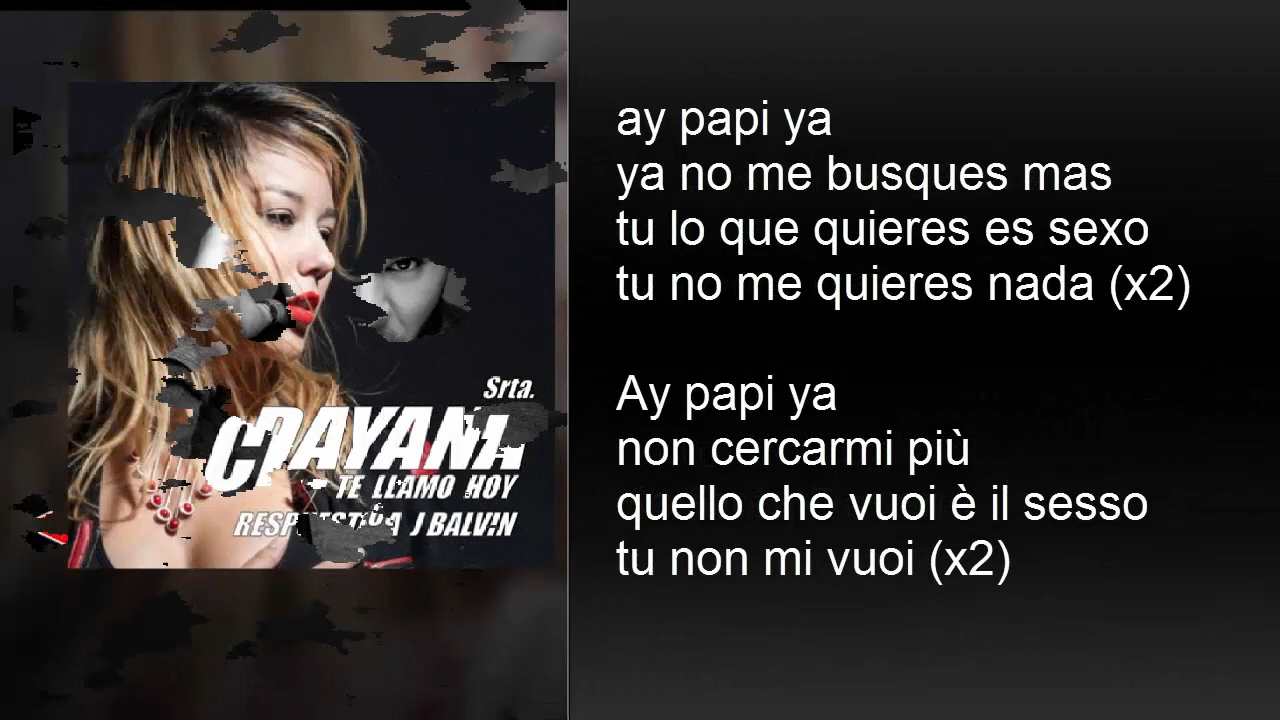 Srta.
DAYANA
TE LLAMO HOY
J BALVIN
ay papi ya
ya no me busques mas
tu lo que quieres es sexo
tu no me quieres nada (x2)
Ay papi ya
non cercarmi più
quello che vuoi è il sesso
tu non mi vuoi (x2)